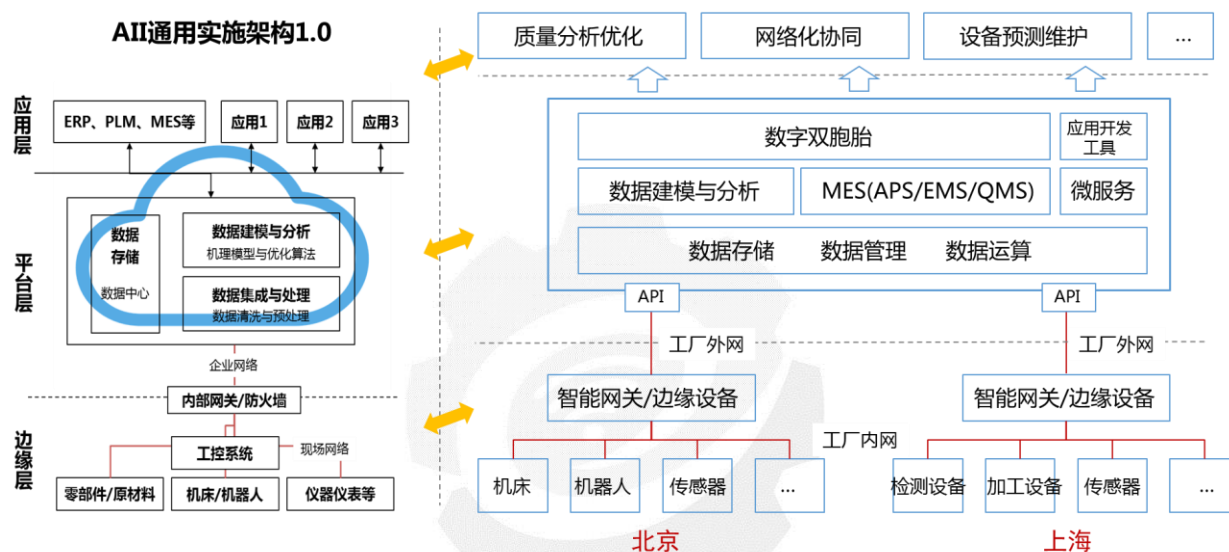 AII通用实施架构1.0
应用层
ERP、PLM、MES等
应用1
应用2
应用3
平台层
数据
存储
数据中心
数据建模与分析
机理模型与优化算法
数据集成与处理
数据清洗与预处理
企业网络
内部网关/防火墙
边缘层
工控系统
现场网络
零部件/原材料
机床/机器人
仪器仪表等
质量分析优化
网络化协同
设备预测维护
...
数字双胞胎
应用开发
工具
数据建模与分析
MES(APS/EMS/QMS)
微服务
数据存储 数据管理 数据运算
API
API
工厂外网
工厂外网
智能网关/边缘设备
智能网关/边缘设备
工厂内网
机床
机器人
传感器
...
检测设备
加工设备
传感器
...
北京
上海